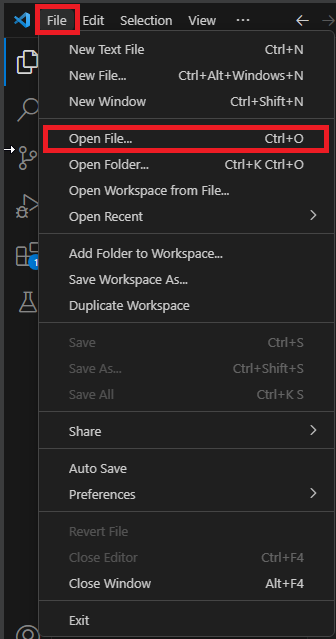 File Edit Selection View ...
New Text File Ctrl+N
New File... Ctrl+Alt+Windows+N
New Window Ctrl+Shift+N
Open File... Ctrl+O
Open Folder... Ctrl+K Ctrl+O
Open Workspace from File...
Open Recent
Add Folder to Workspace...
Save Workspace As...
Duplicate Workspace
Save Ctrl+S
Save As... Ctrl+Shift+S
Save All Ctrl+K S
Share
Auto Save
Preferences
Revert File
Close Editor Ctrl+F4
Close Window Alt+F4
Exit
1